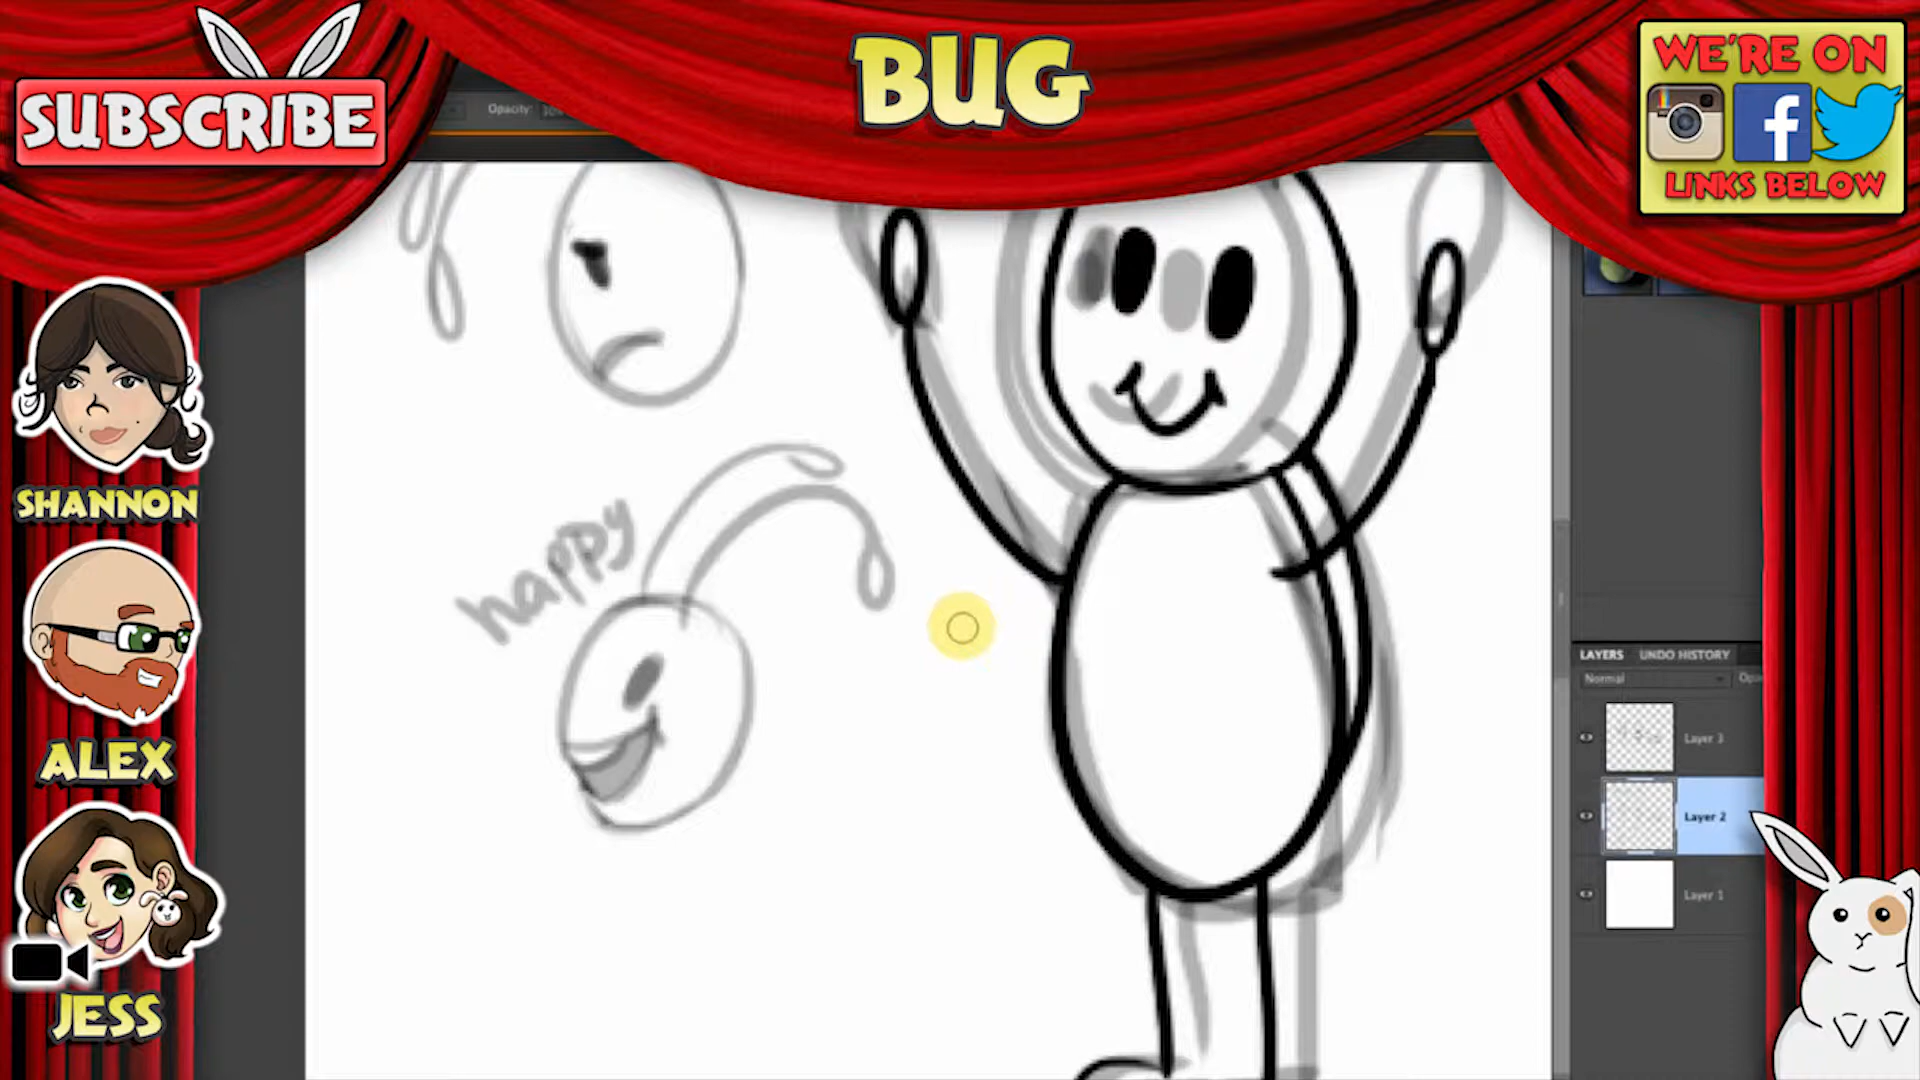 BUG
SUBSCRIBE
Opacity:
WE'RE ON
LINKS BELOW
SHANNON
ALEX
JESS
happy
LAYERS UNDO HISTORY
Normal
Layer 3
Layer 2
Layer 1